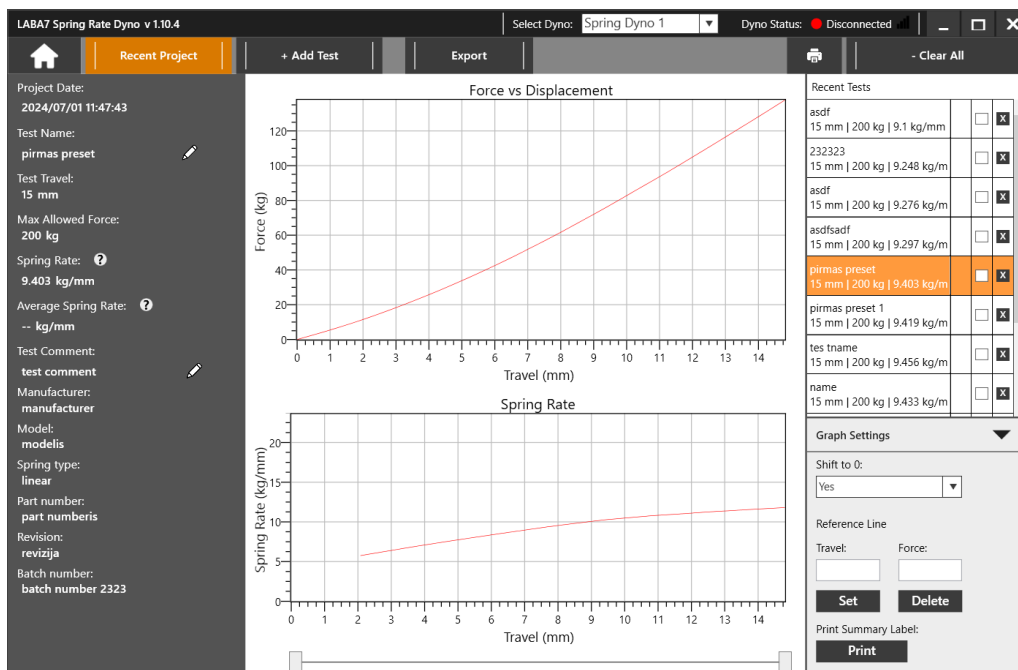 LABA7 Spring Rate Dyno v 1.10.4
Select Dyno: Spring Dyno 1
Dyno Status: Disconnected
Recent Project
+ Add Test
Export
- Clear All
Project Date:
2024/07/01 11:47:43
Test Name:
pirmas preset
Test Travel:
15 mm
Max Allowed Force:
200 kg
Spring Rate: ?
9.403 kg/mm
Average Spring Rate: ?
-- kg/mm
Test Comment:
test comment
Manufacturer:
manufacturer
Model:
modelis
Spring type:
linear
Part number:
part numberis
Revision:
revizija
Batch number:
batch number 2323
Force vs Displacement
Force (kg)
120
100
80
60
40
20
0
0 1 2 3 4 5 6 7 8 9 10 11 12 13 14
Travel (mm)
Spring Rate
Spring Rate (kg/mm)
20
15
10
5
0
0 1 2 3 4 5 6 7 8 9 10 11 12 13 14
Travel (mm)
Recent Tests
asdf
15 mm | 200 kg | 9.1 kg/mm
X
232323
15 mm | 200 kg | 9.248 kg/m
X
asdf
15 mm | 200 kg | 9.276 kg/m
X
asdfsadf
15 mm | 200 kg | 9.297 kg/m
X
pirmas preset
15 mm | 200 kg | 9.403 kg/m
X
pirmas preset 1
15 mm | 200 kg | 9.419 kg/m
X
tes tname
15 mm | 200 kg | 9.456 kg/m
X
name
15 mm | 200 kg | 9.433 kg/m
X
Graph Settings
Shift to 0:
Yes
Reference Line
Travel: Force:
Set Delete
Print Summary Label:
Print